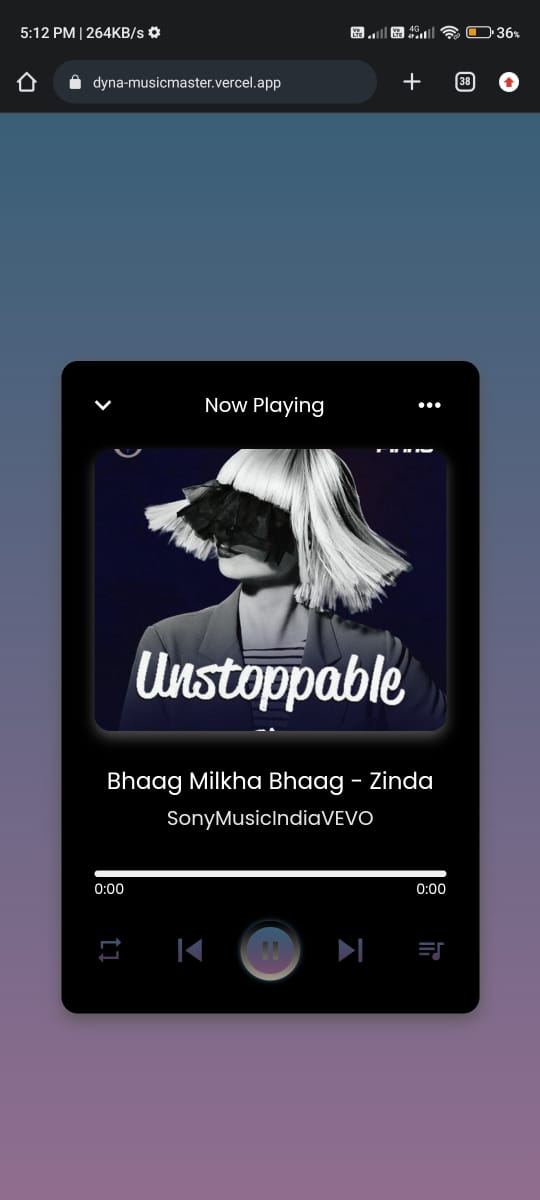 5:12 PM | 264KB/s
4G
36%
dyna-musicmaster.vercel.app
38
Now Playing
Unstoppable
Bhaag Milkha Bhaag - Zinda
SonyMusicIndiaVEVO
0:00
0:00